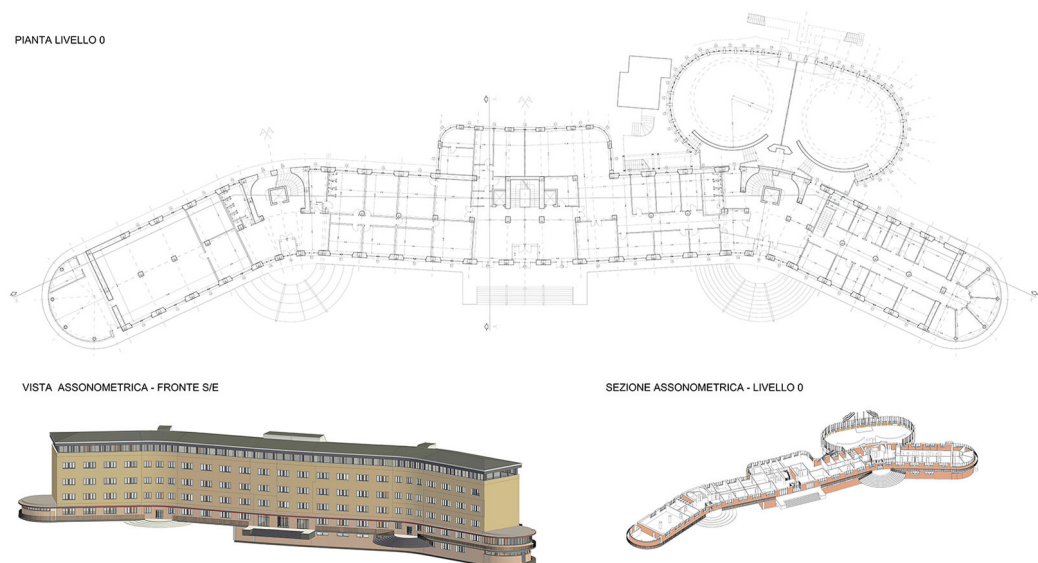 PIANTA LIVELLO 0
VISTA ASSONOMETRICA - FRONTE S/E
SEZIONE ASSONOMETRICA - LIVELLO 0